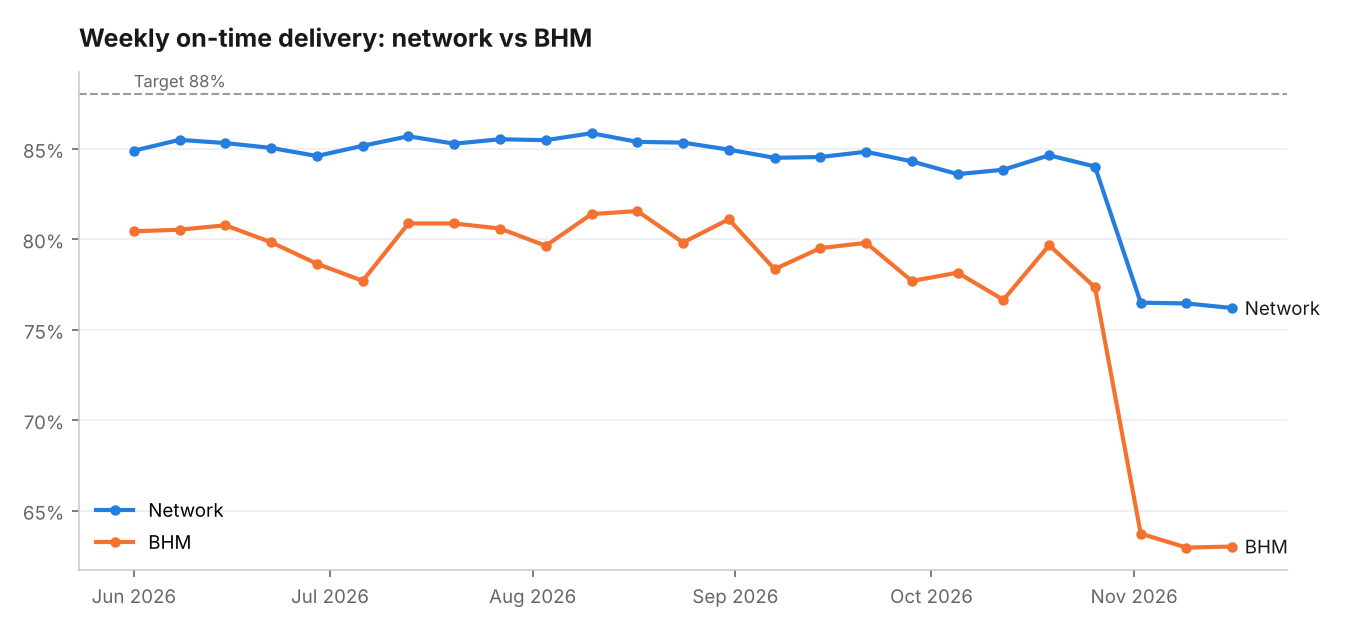 Weekly on-time delivery: network vs BHM
Target 88%
85%
80%
75%
70%
65%
Network
BHM
Network
BHM
Jun 2026
Jul 2026
Aug 2026
Sep 2026
Oct 2026
Nov 2026